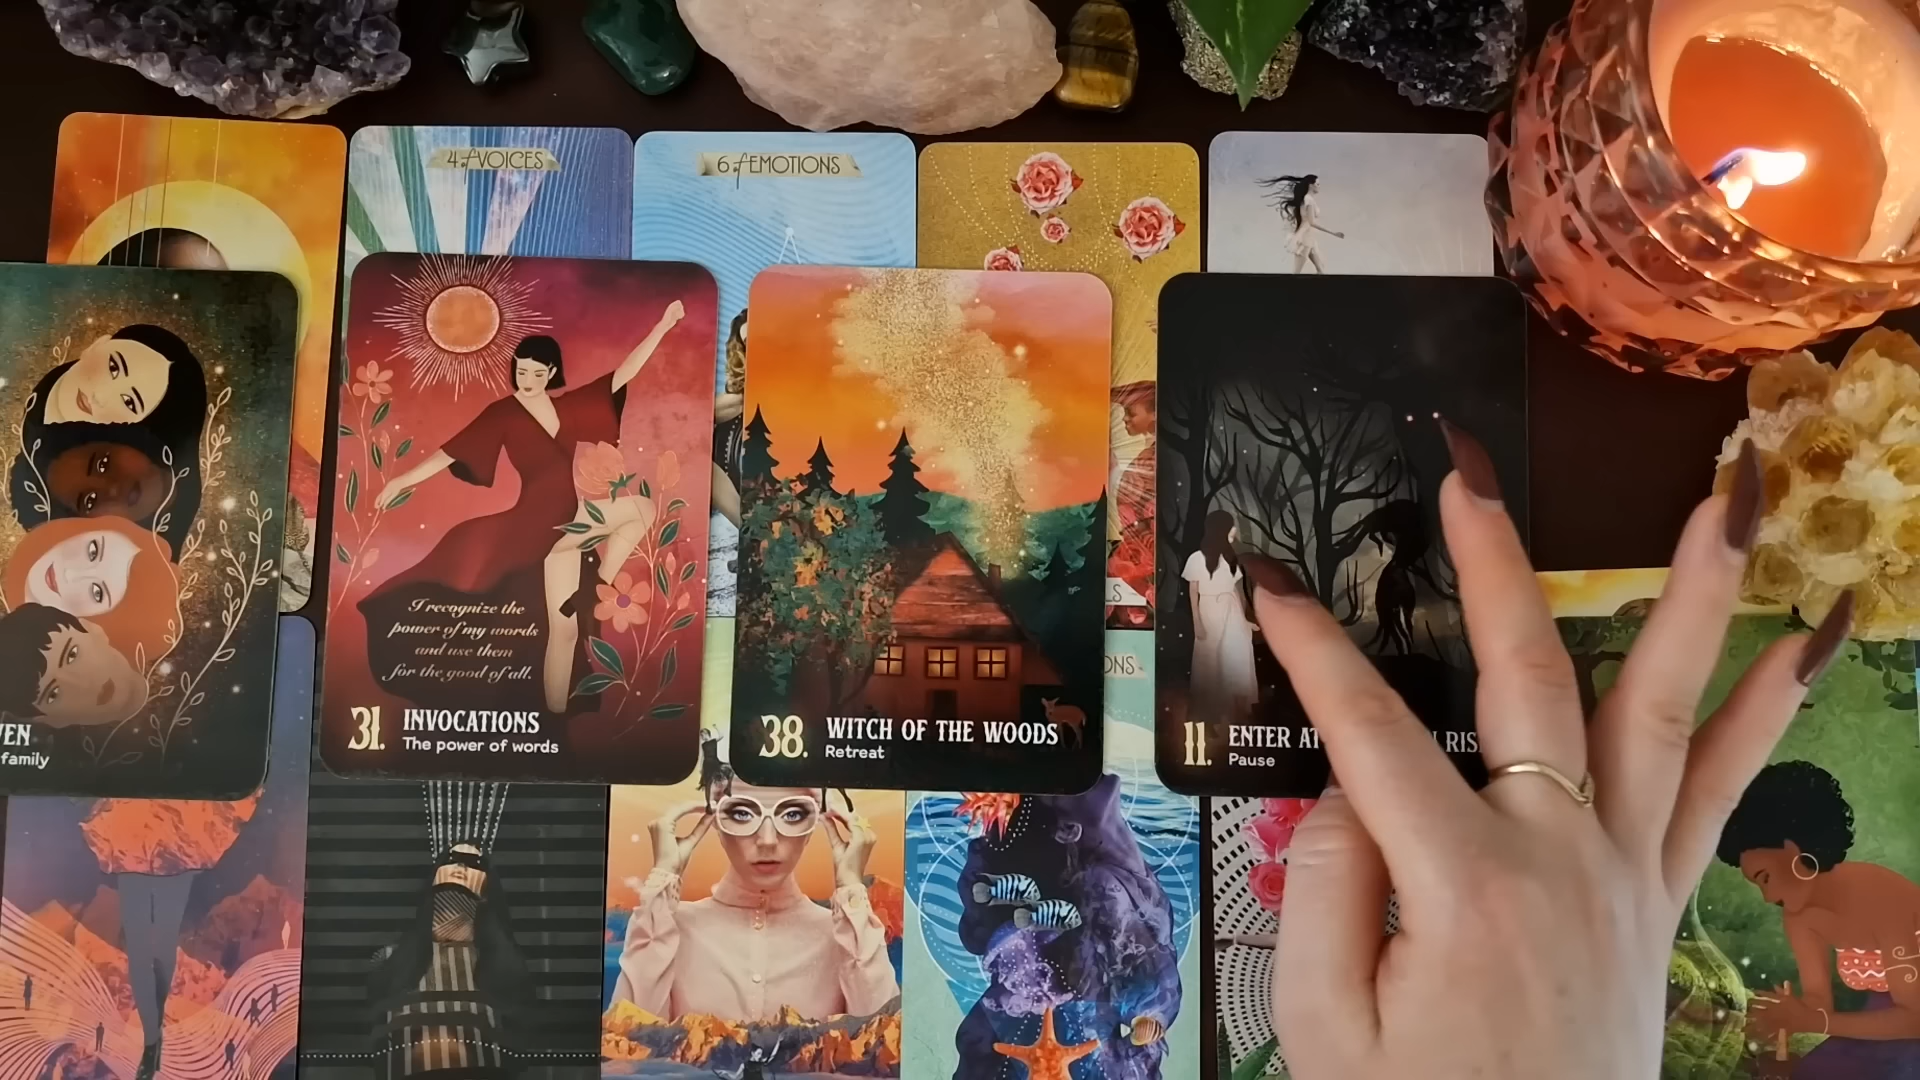 4 of VOICES
6 of EMOTIONS
I recognize the
power of my words
and use them
for the good of all.
VEN
family
31. INVOCATIONS
The power of words
38. WITCH OF THE WOODS
Retreat
11. ENTER AT
Pause